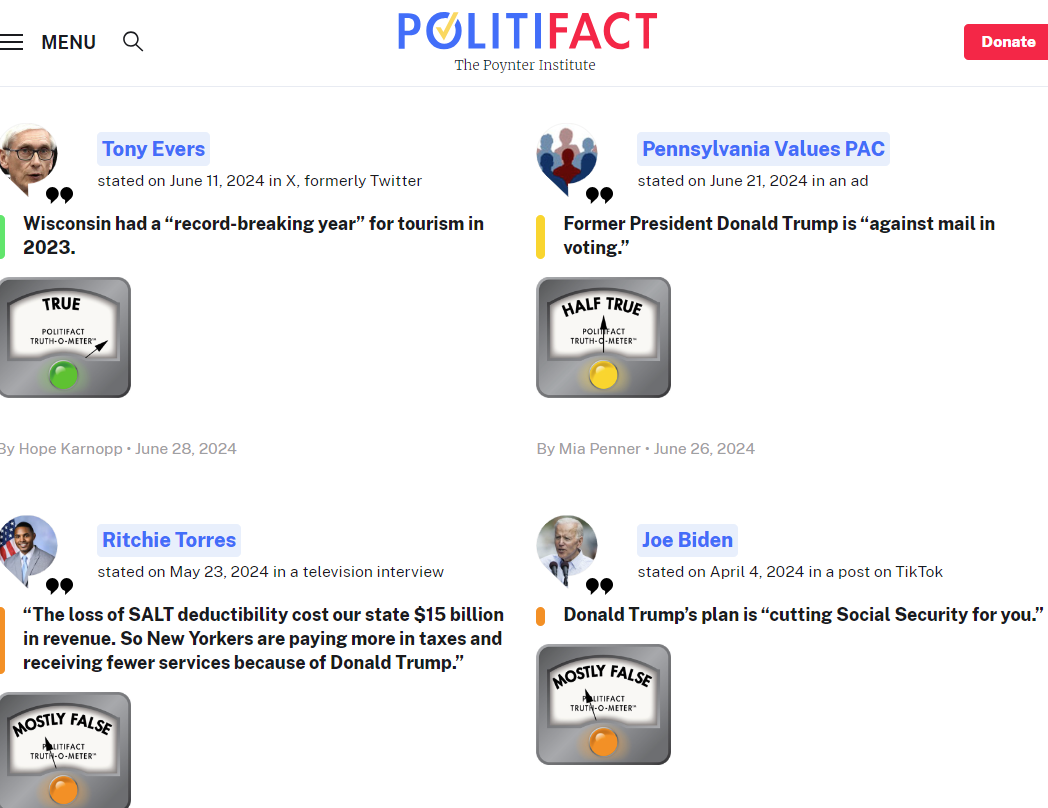 MENU
POLITIFACT
The Poynter Institute
Donate
Tony Evers
stated on June 11, 2024 in X, formerly Twitter
Wisconsin had a “record-breaking year” for tourism in
2023.
TRUE
POLITIFACT
TRUTH-O-METER™
By Hope Karnopp • June 28, 2024
Pennsylvania Values PAC
stated on June 21, 2024 in an ad
Former President Donald Trump is “against mail in
voting.”
HALF TRUE
POLITIFACT
TRUTH-O-METER™
By Mia Penner • June 26, 2024
Ritchie Torres
stated on May 23, 2024 in a television interview
“The loss of SALT deductibility cost our state $15 billion
in revenue. So New Yorkers are paying more in taxes and
receiving fewer services because of Donald Trump.”
MOSTLY FALSE
POLITIFACT
TRUTH-O-METER™
Joe Biden
stated on April 4, 2024 in a post on TikTok
Donald Trump’s plan is “cutting Social Security for you.”
MOSTLY FALSE
POLITIFACT
TRUTH-O-METER™